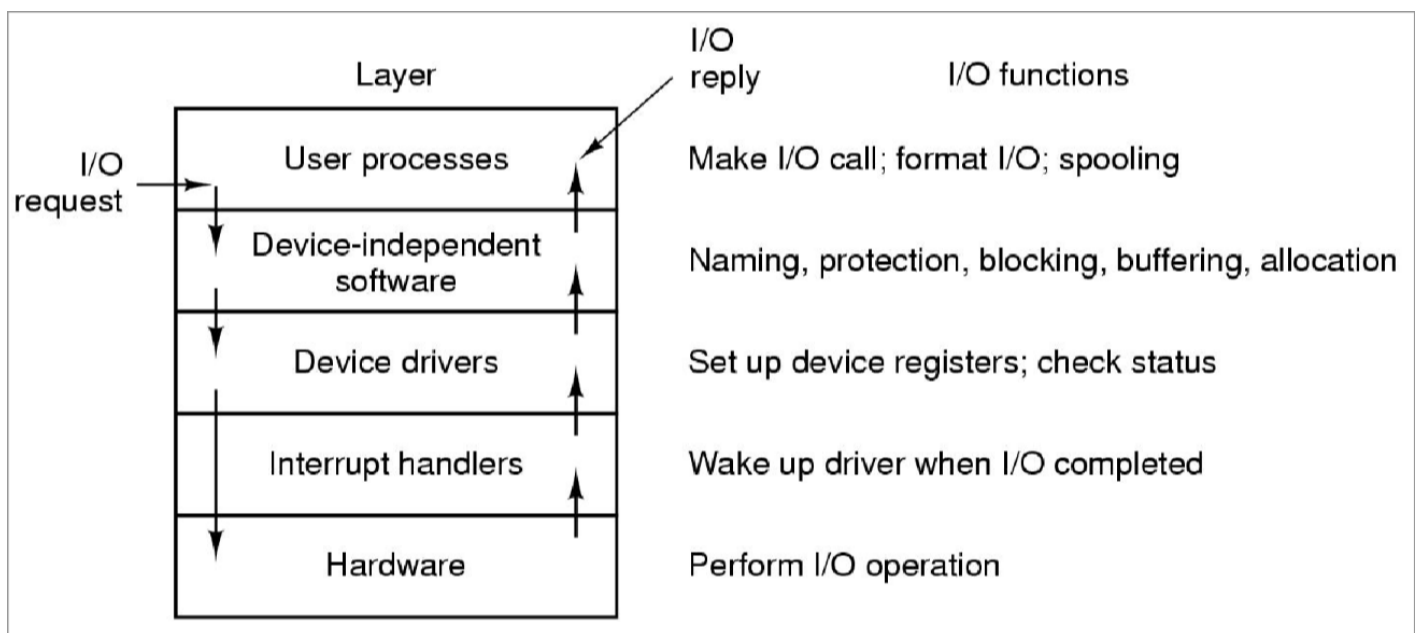 Layer
I/O
reply
I/O functions
I/O
request
User processes
Make I/O call; format I/O; spooling
Device-independent
software
Naming, protection, blocking, buffering, allocation
Device drivers
Set up device registers; check status
Interrupt handlers
Wake up driver when I/O completed
Hardware
Perform I/O operation